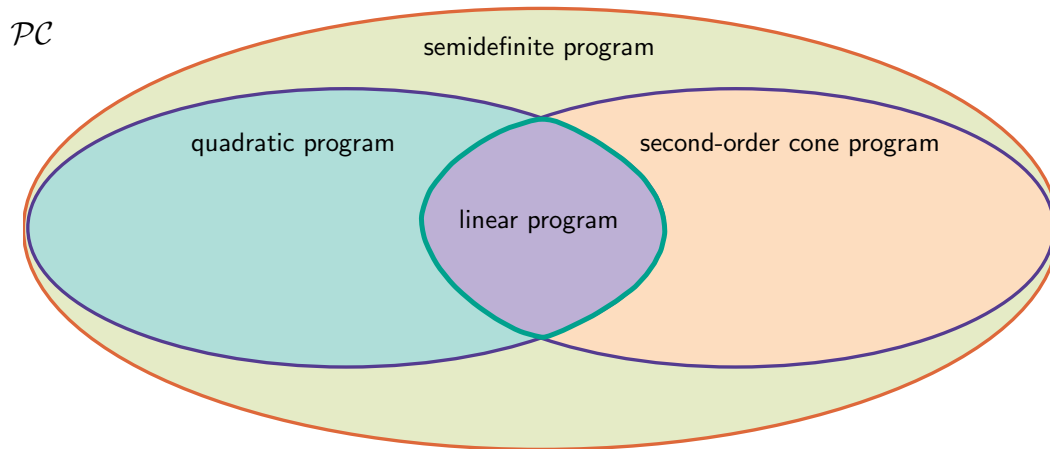 𝒫𝒞
semidefinite program
quadratic program
second-order cone program
linear program